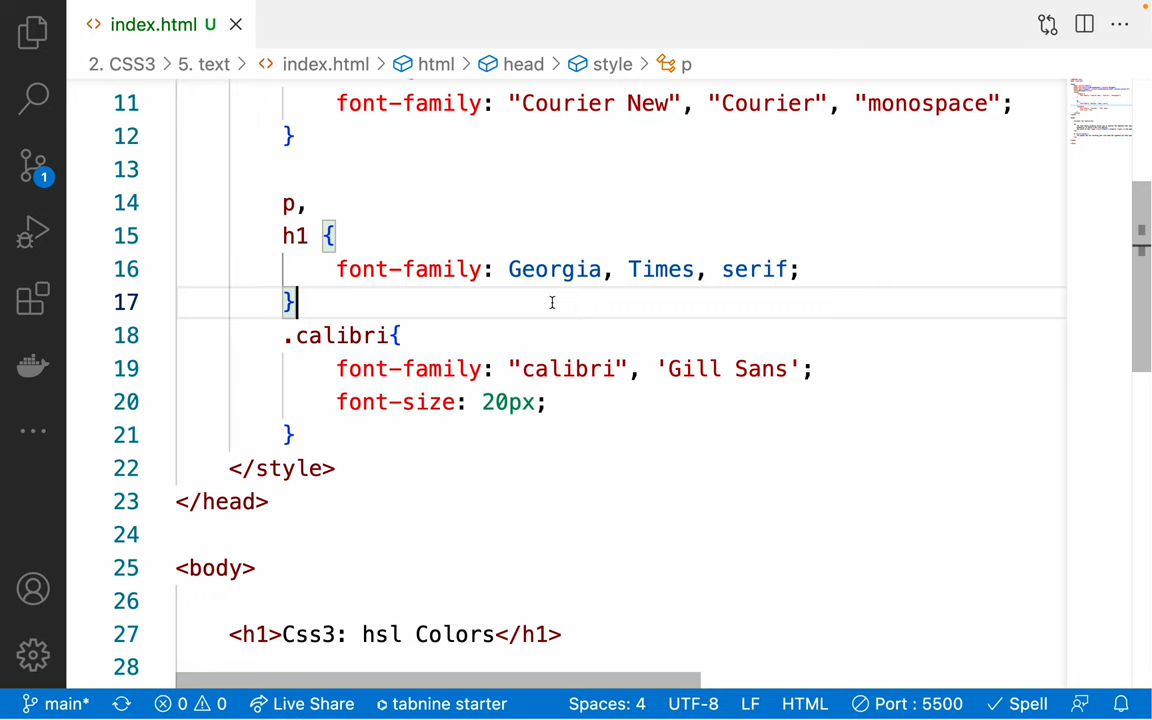 index.html U
2. CSS3 > 5. text > index.html > html > head > style > p
11 font-family: "Courier New", "Courier", "monospace";
12 }
13
14 p,
15 h1 {
16 font-family: Georgia, Times, serif;
17 }
18 .calibri{
19 font-family: "calibri", 'Gill Sans';
20 font-size: 20px;
21 }
22 </style>
23 </head>
24
25 <body>
26
27 <h1>Css3: hsl Colors</h1>
28
1
main* 0 0 Live Share tabnine starter Spaces: 4 UTF-8 LF HTML Port : 5500 Spell